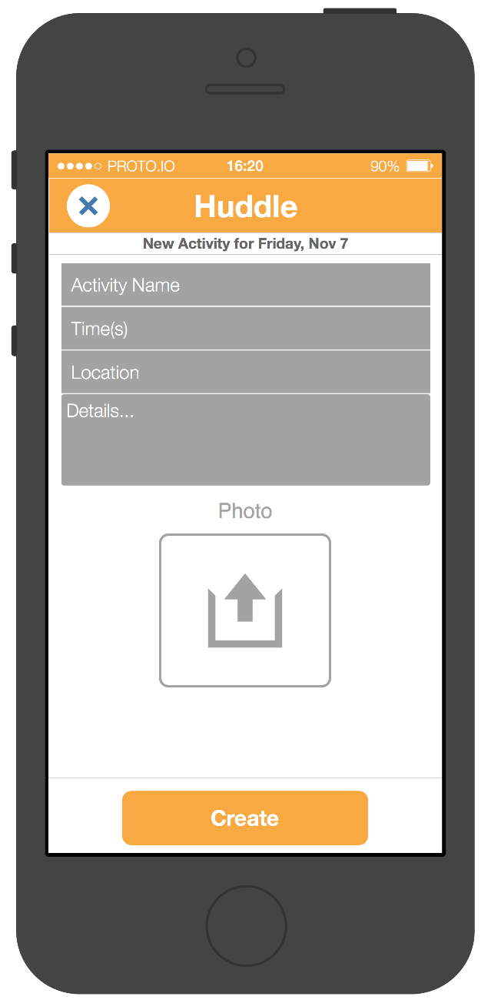 PROTO.IO 16:20 90%
Huddle
New Activity for Friday, Nov 7
Activity Name
Time(s)
Location
Details...
Photo
Create